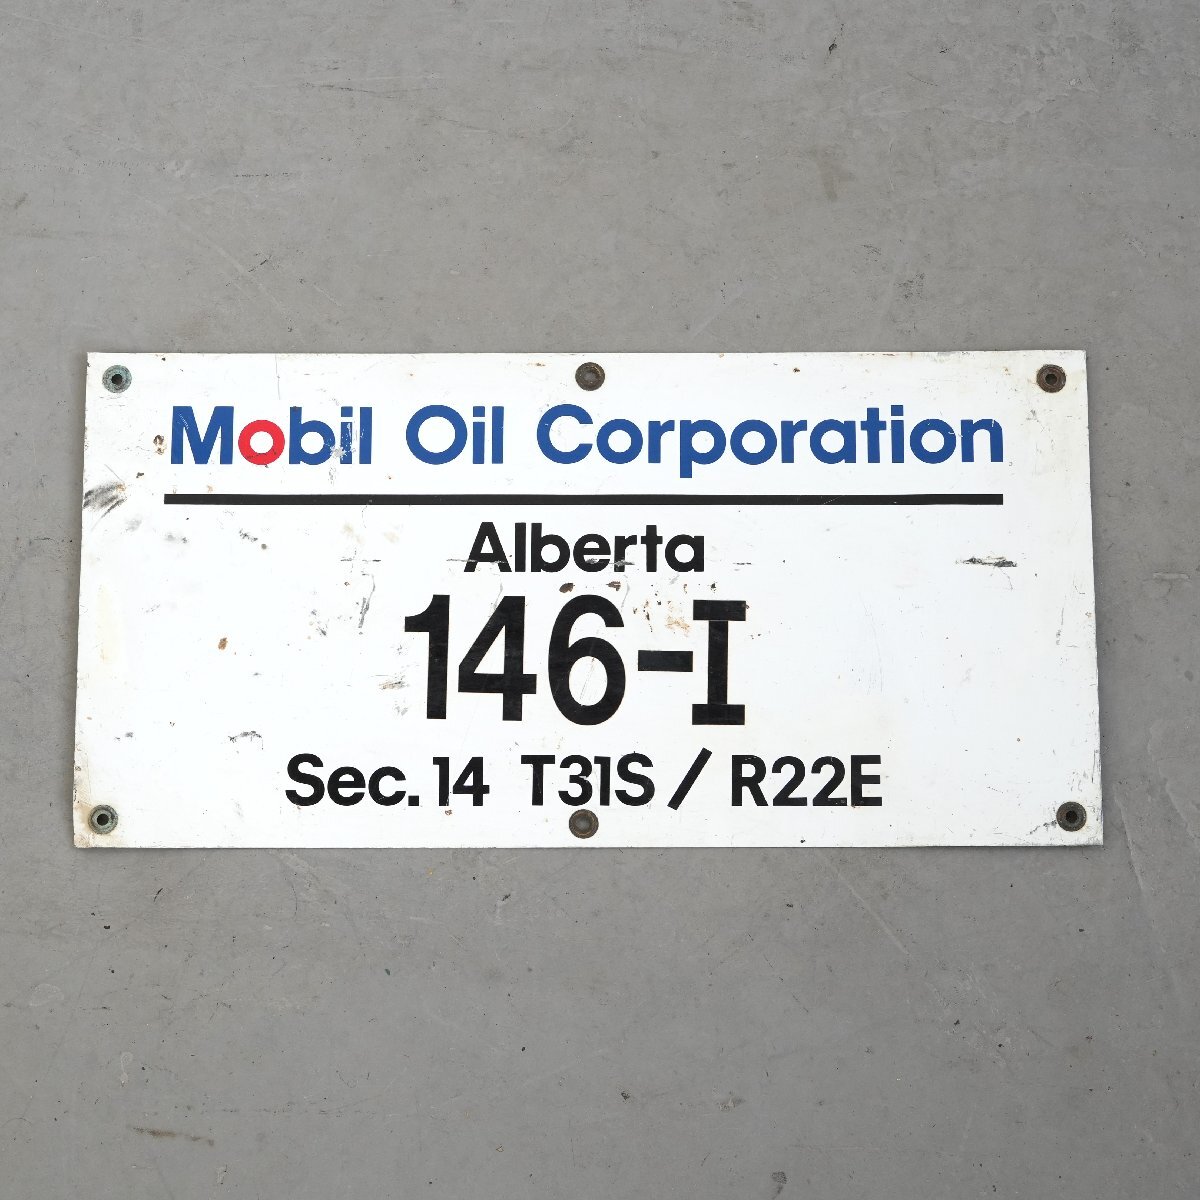 Mobil Oil Corporation
Alberta
146-I
Sec. 14 T31S / R22E